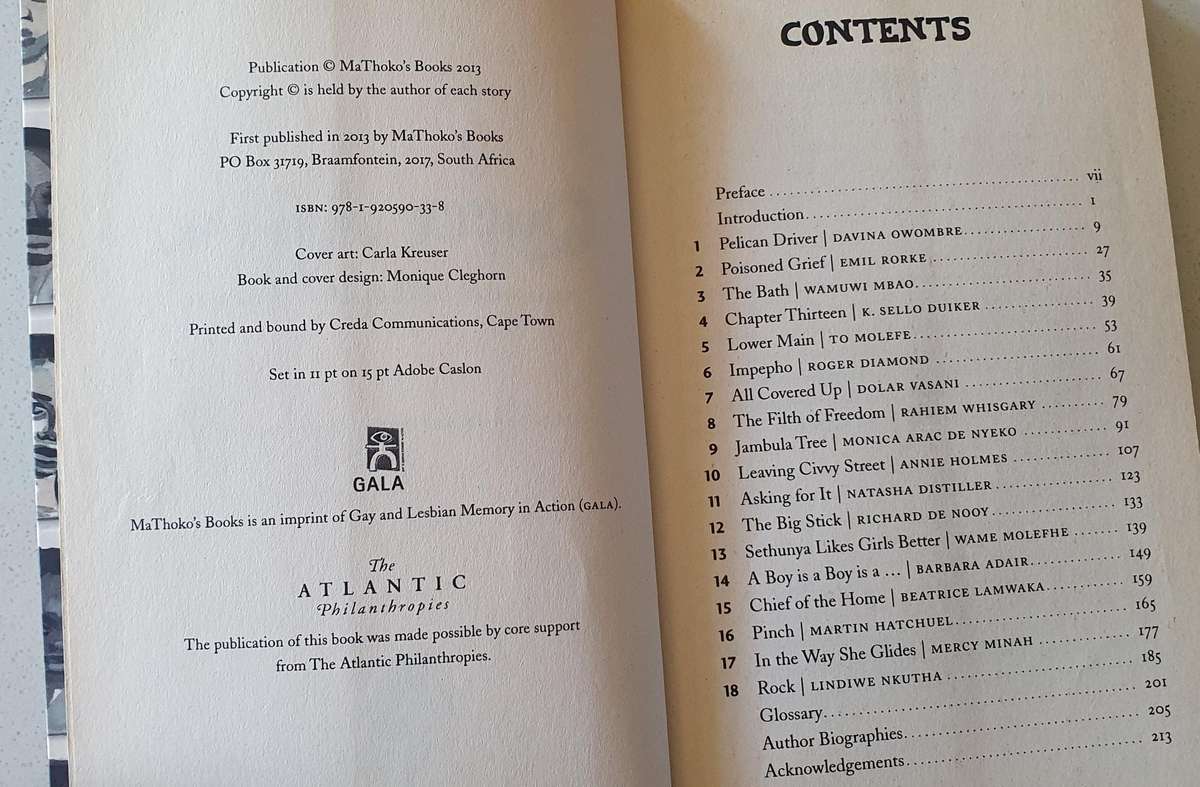 Publication © MaThoko's Books 2013
Copyright © is held by the author of each story
First published in 2013 by MaThoko's Books
PO Box 31719, Braamfontein, 2017, South Africa
ISBN: 978-1-920590-33-8
Cover art: Carla Kreuser
Book and cover design: Monique Cleghorn
Printed and bound by Creda Communications, Cape Town
Set in 11 pt on 15 pt Adobe Caslon
GALA
MaThoko's Books is an imprint of Gay and Lesbian Memory in Action (GALA).
The
ATLANTIC
Philanthropies
The publication of this book was made possible by core support
from The Atlantic Philanthropies.
CONTENTS
Preface ........ vii
Introduction ........ 1
1 Pelican Driver | DAVINA OWOMBRE ........ 9
2 Poisoned Grief | EMIL RORKE ........ 27
3 The Bath | WAMUWI MBAO ........ 35
4 Chapter Thirteen | K. SELLO DUIKER ........ 39
5 Lower Main | TO MOLEFE ........ 53
6 Impepho | ROGER DIAMOND ........ 61
7 All Covered Up | DOLAR VASANI ........ 67
8 The Filth of Freedom | RAHIEM WHISGARY ........ 79
9 Jambula Tree | MONICA ARAC DE NYEKO ........ 91
10 Leaving Civvy Street | ANNIE HOLMES ........ 107
11 Asking for It | NATASHA DISTILLER ........ 123
12 The Big Stick | RICHARD DE NOOY ........ 133
13 Sethunya Likes Girls Better | WAME MOLEFHE ........ 139
14 A Boy is a Boy is a ... | BARBARA ADAIR ........ 149
15 Chief of the Home | BEATRICE LAMWAKA ........ 159
16 Pinch | MARTIN HATCHUEL ........ 165
17 In the Way She Glides | MERCY MINAH ........ 177
18 Rock | LINDIWE NKUTHA ........ 185
Glossary ........ 201
Author Biographies ........ 205
Acknowledgements ........ 213